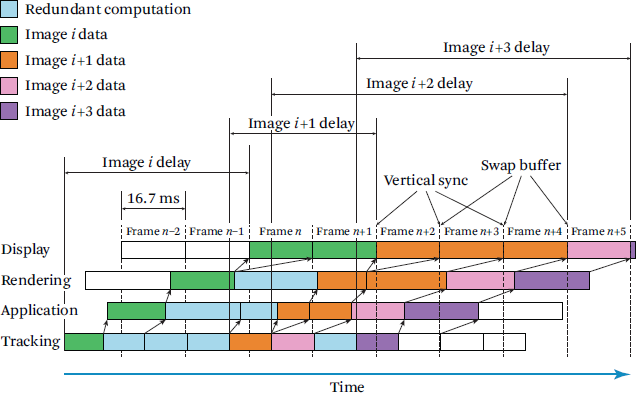 Redundant computation
Image i data
Image i+1 data
Image i+2 data
Image i+3 data
Image i+3 delay
Image i+2 delay
Image i+1 delay
Image i delay
Swap buffer
Vertical sync
16.7 ms
Frame n−2 Frame n−1 Frame n Frame n+1 Frame n+2 Frame n+3 Frame n+4 Frame n+5
Display
Rendering
Application
Tracking
Time